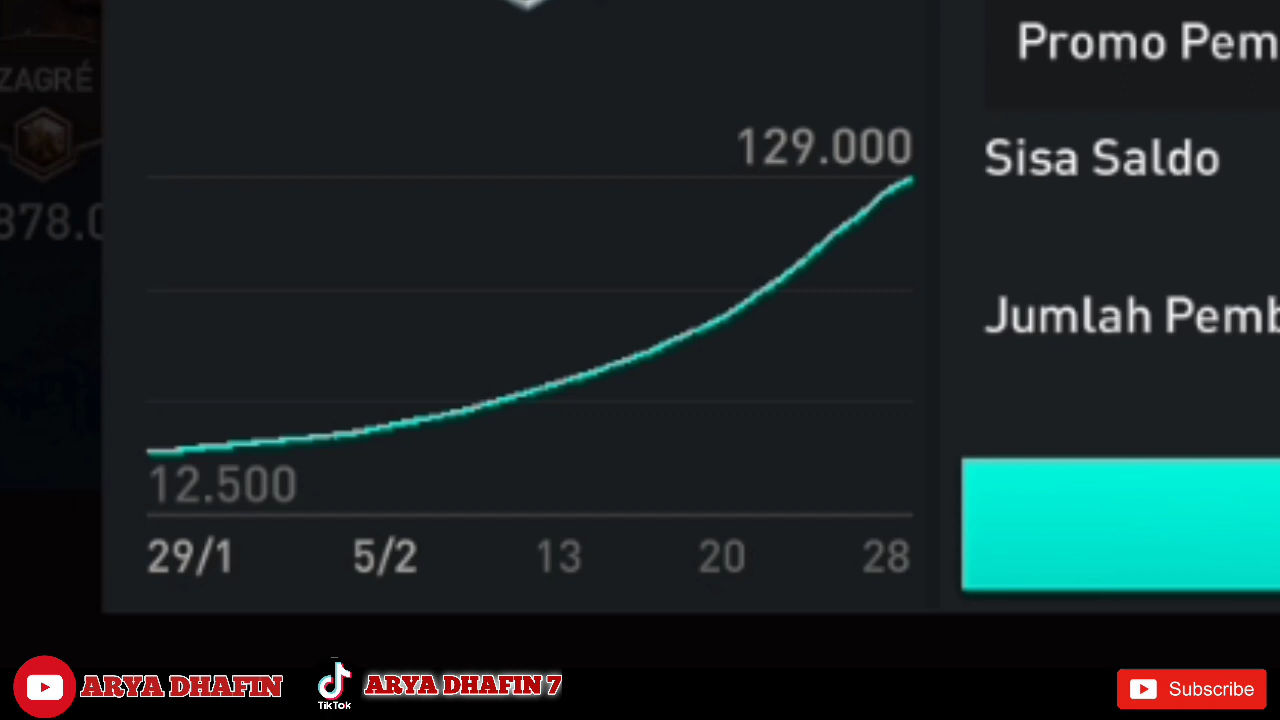 Promo Pem
ZAGRÉ
129.000
Sisa Saldo
878.0
Jumlah Pemb
12.500
29/1 5/2 13 20 28
ARYA DHAFIN
TikTok
ARYA DHAFIN 7
Subscribe